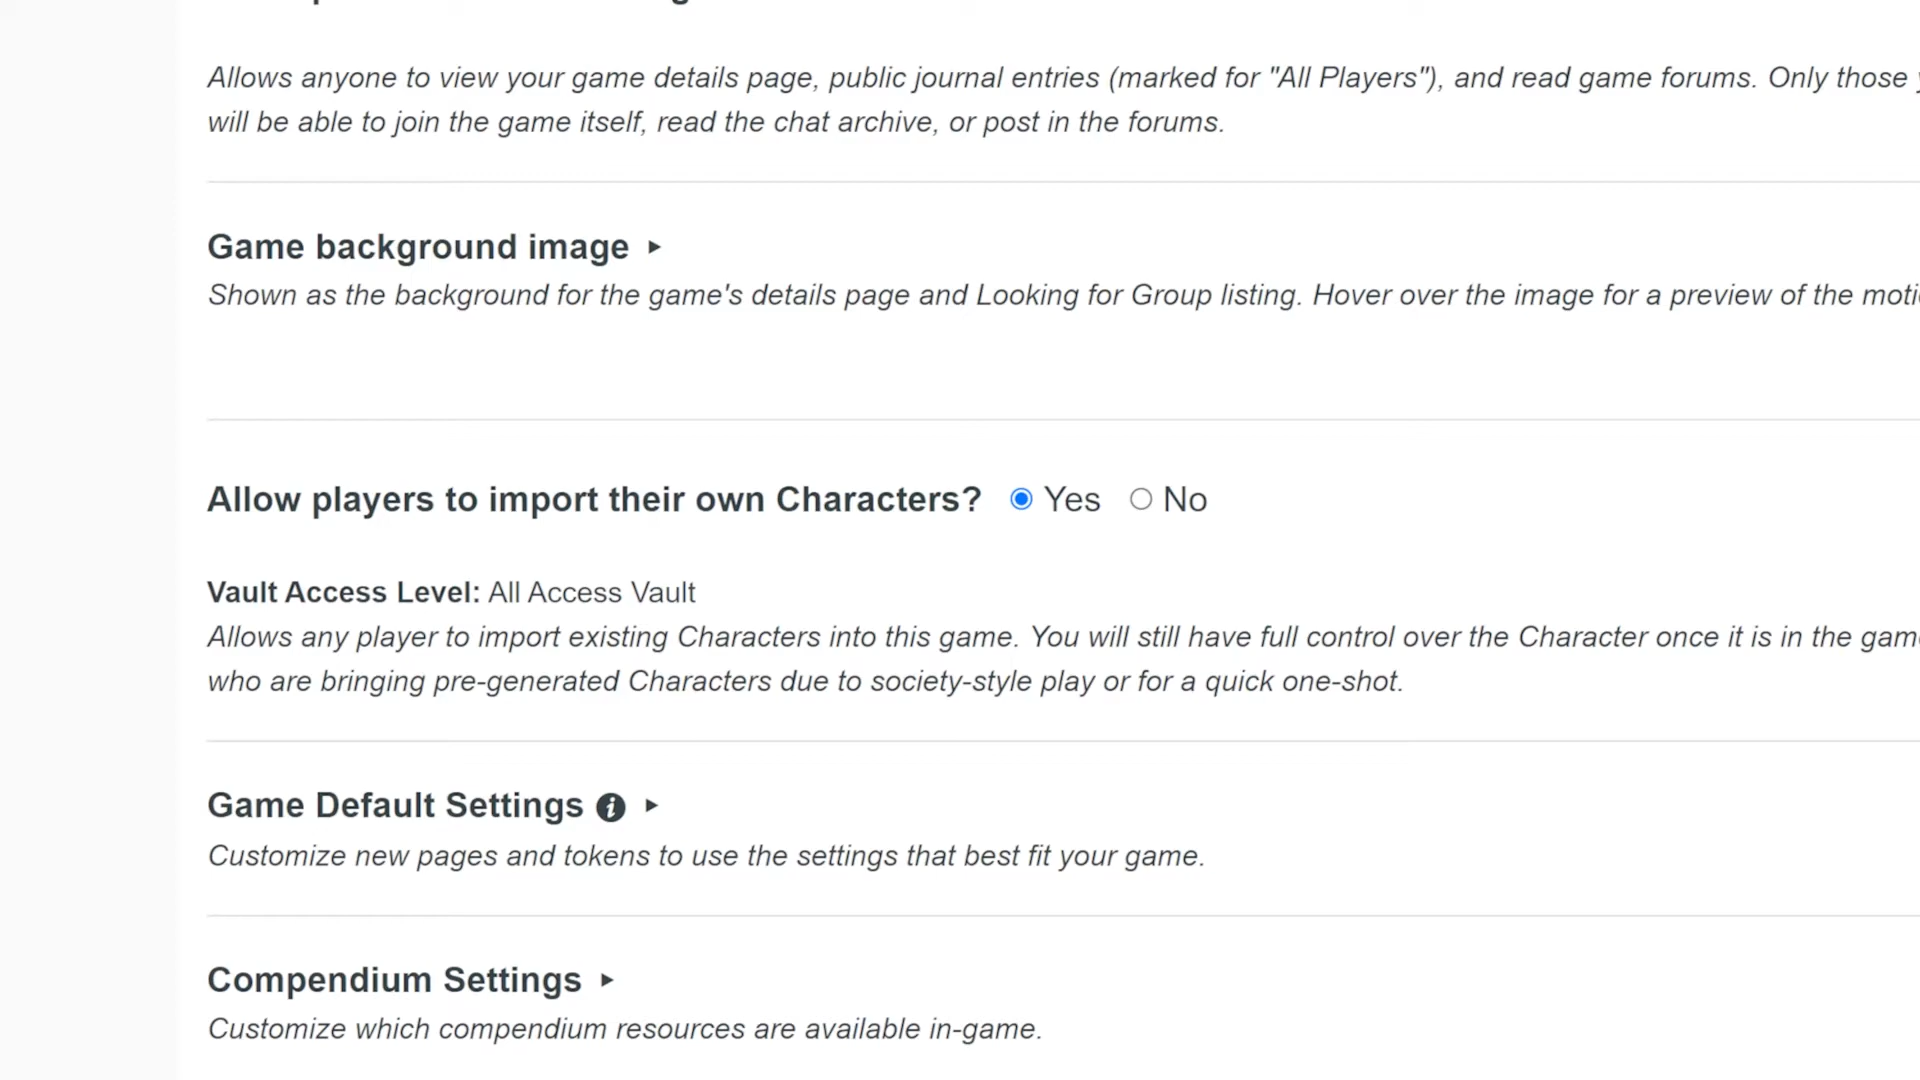 Allows anyone to view your game details page, public journal entries (marked for "All Players"), and read game forums. Only those
will be able to join the game itself, read the chat archive, or post in the forums.
Game background image
Shown as the background for the game's details page and Looking for Group listing. Hover over the image for a preview of the
Allow players to import their own Characters? Yes No
Vault Access Level: All Access Vault
Allows any player to import existing Characters into this game. You will still have full control over the Character once it is in the
who are bringing pre-generated Characters due to society-style play or for a quick one-shot.
Game Default Settings
Customize new pages and tokens to use the settings that best fit your game.
Compendium Settings
Customize which compendium resources are available in-game.